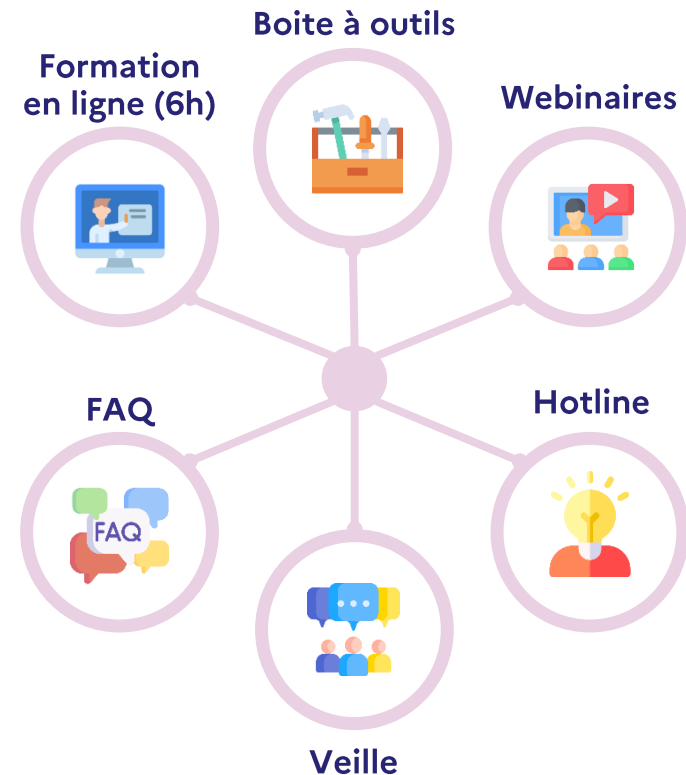 Boite à outils
Formation
en ligne (6h)
Webinaires
FAQ
FAQ
Hotline
Veille